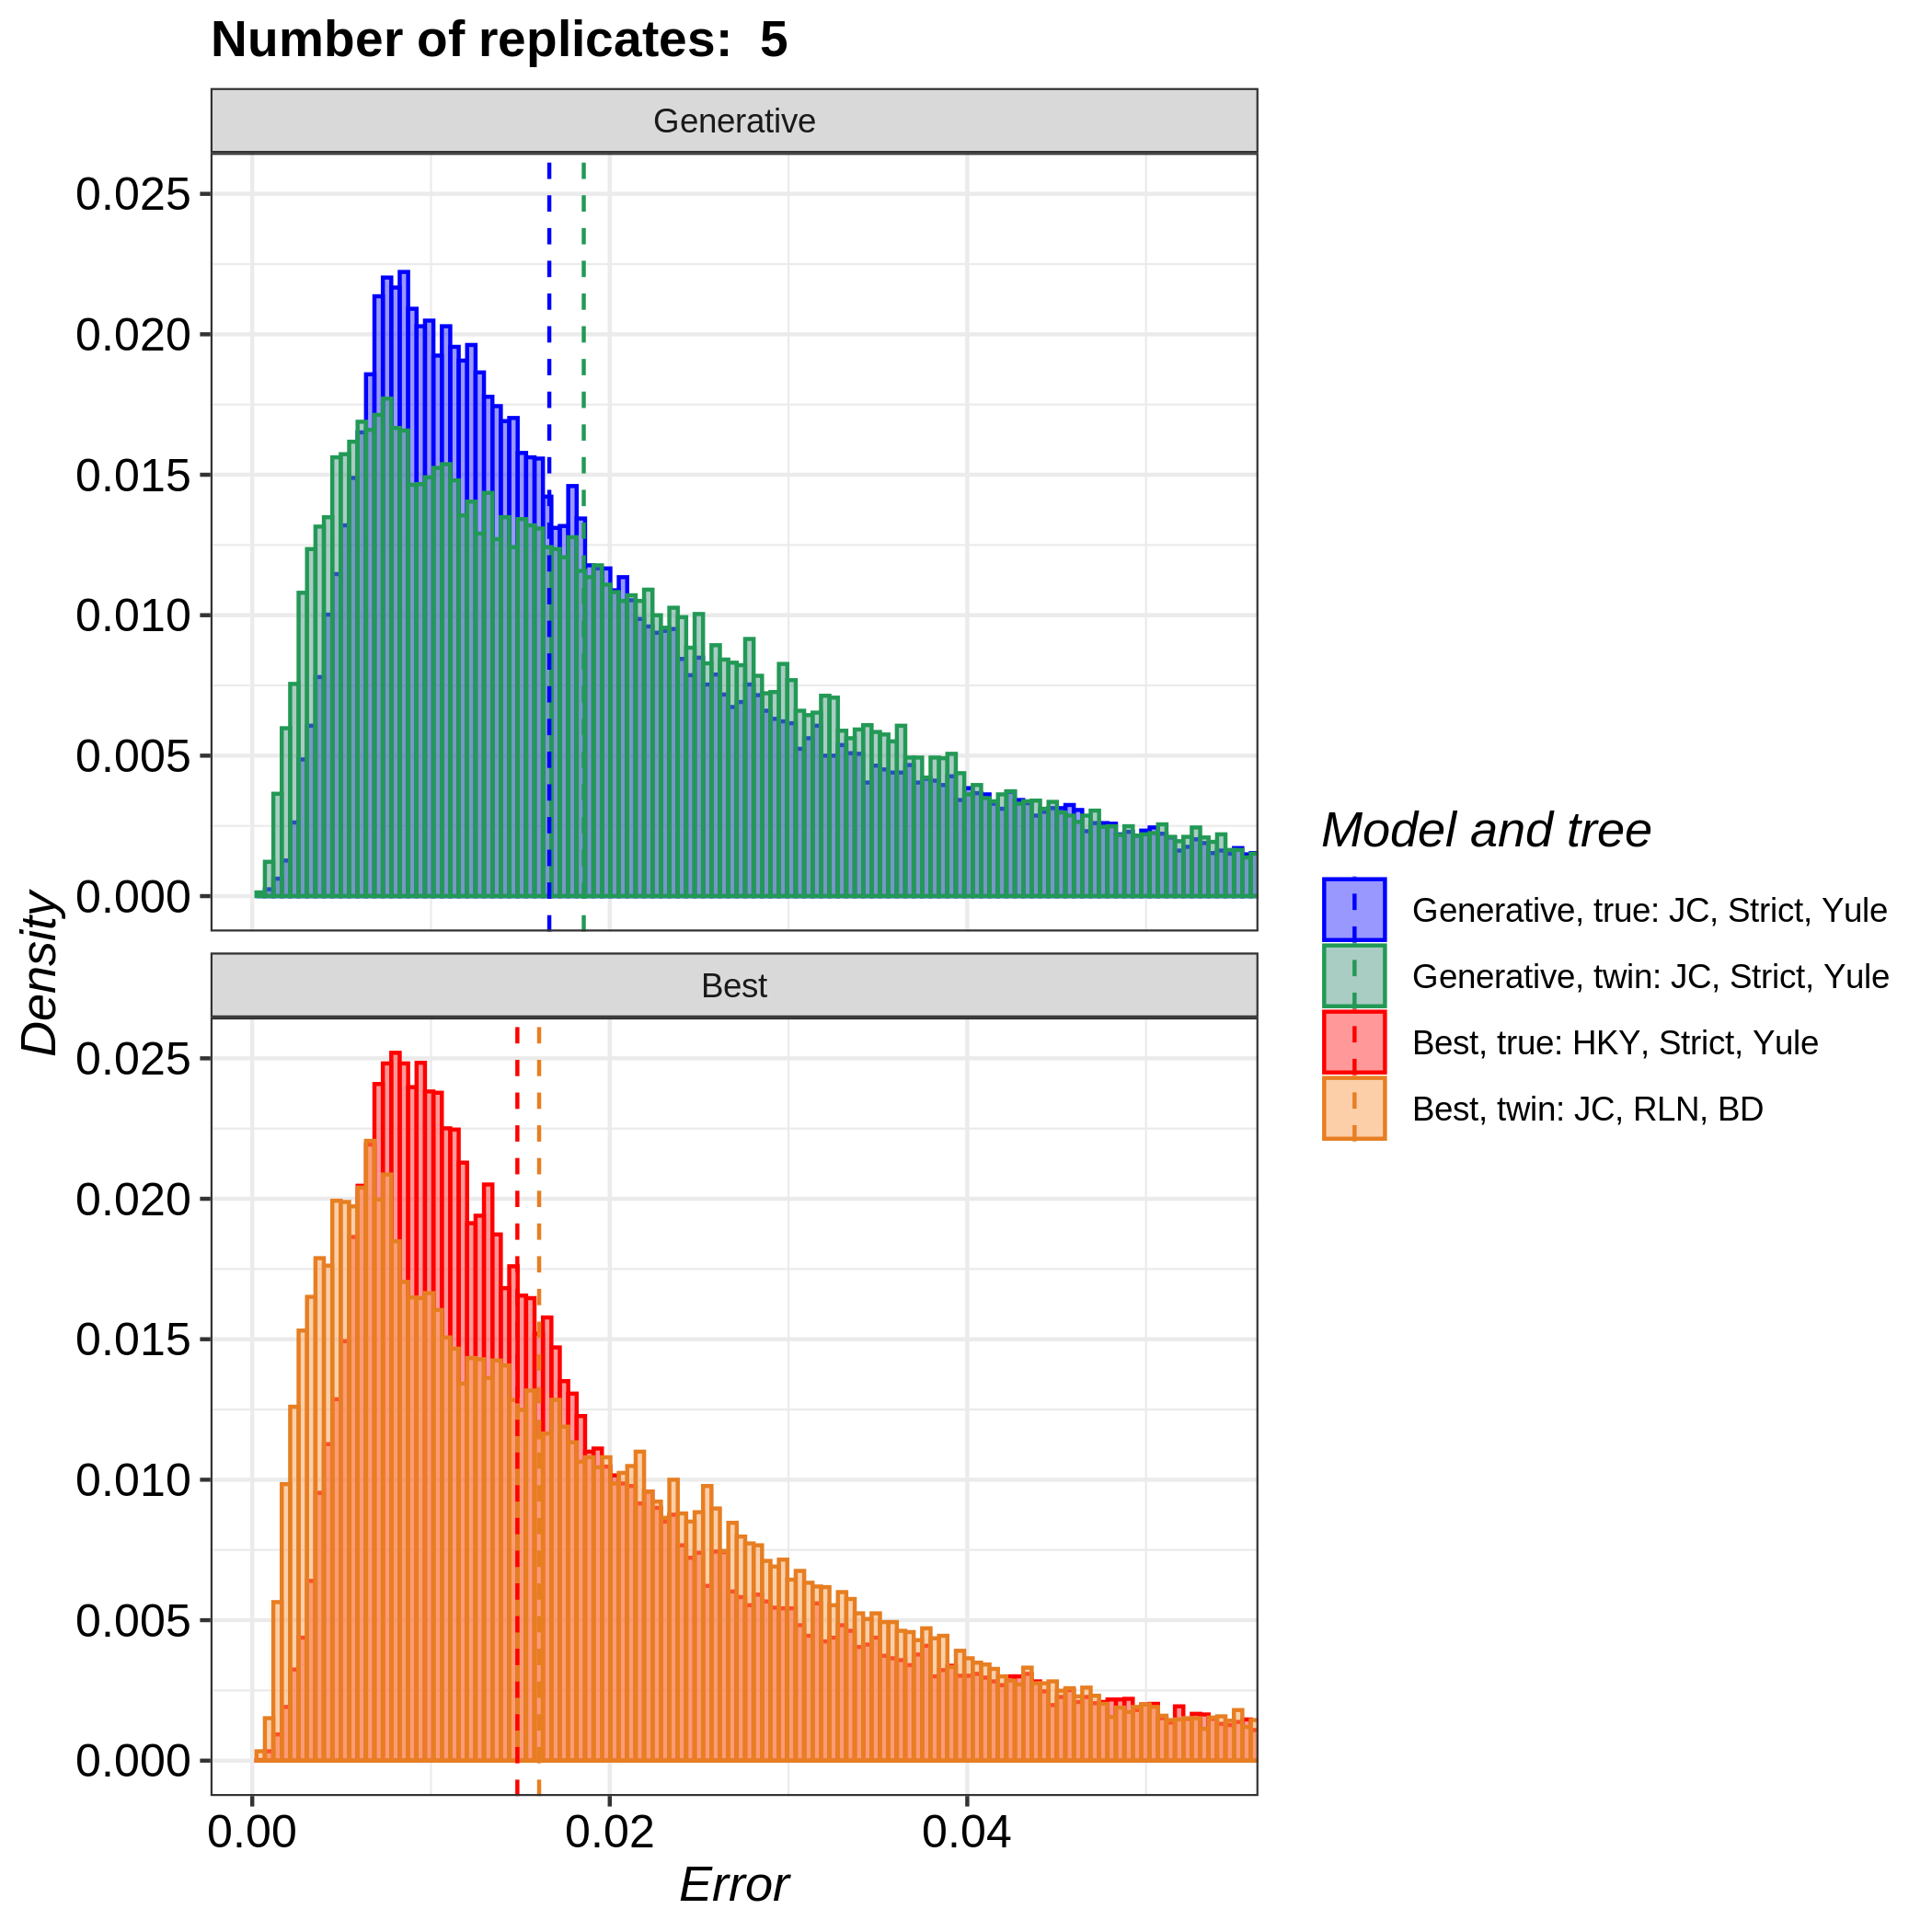 Number of replicates:  5
Generative
0.025
0.020
0.015
0.010
0.005
0.000
Best
0.025
0.020
0.015
0.010
0.005
0.000
0.00
0.02
0.04
Error
Density
Model and tree
Generative, true: JC, Strict, Yule
Generative, twin: JC, Strict, Yule
Best, true: HKY, Strict, Yule
Best, twin: JC, RLN, BD